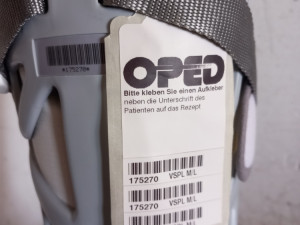 *175270*
OPED
Bitte kleben Sie einen Aufkleber
neben die Unterschrift des
Patienten auf das Rezept
175270 VSPL M/L
175270 VSPL M/L
175270 VSPL M/L